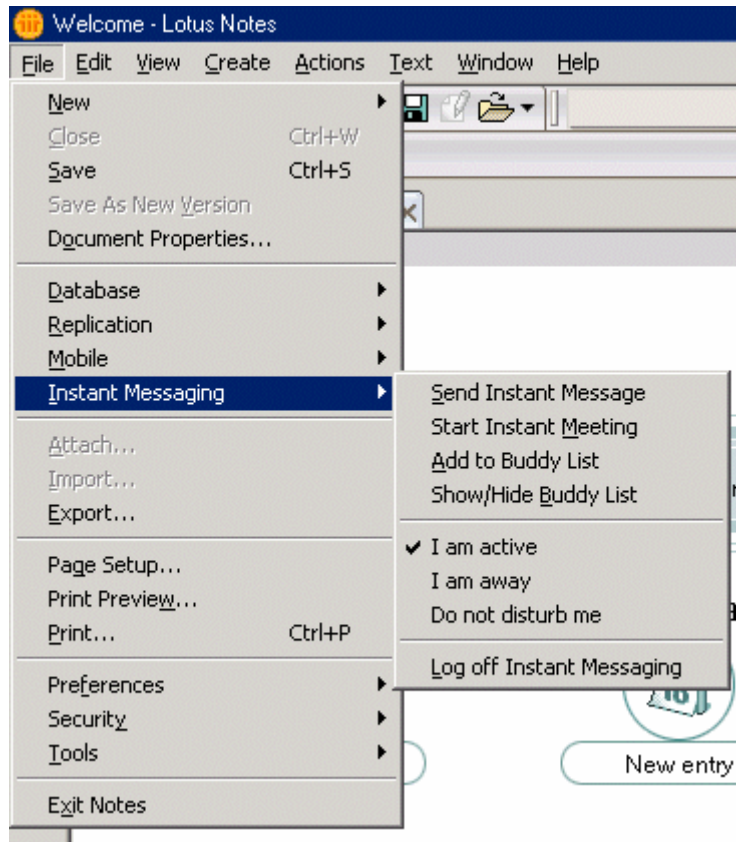 Welcome - Lotus Notes
File Edit View Create Actions Text Window Help
New
Close Ctrl+W
Save Ctrl+S
Save As New Version
Document Properties...
Database
Replication
Mobile
Instant Messaging
Attach...
Import...
Export...
Page Setup...
Print Preview...
Print... Ctrl+P
Preferences
Security
Tools
Exit Notes
Send Instant Message
Start Instant Meeting
Add to Buddy List
Show/Hide Buddy List
I am active
I am away
Do not disturb me
Log off Instant Messaging
New entry